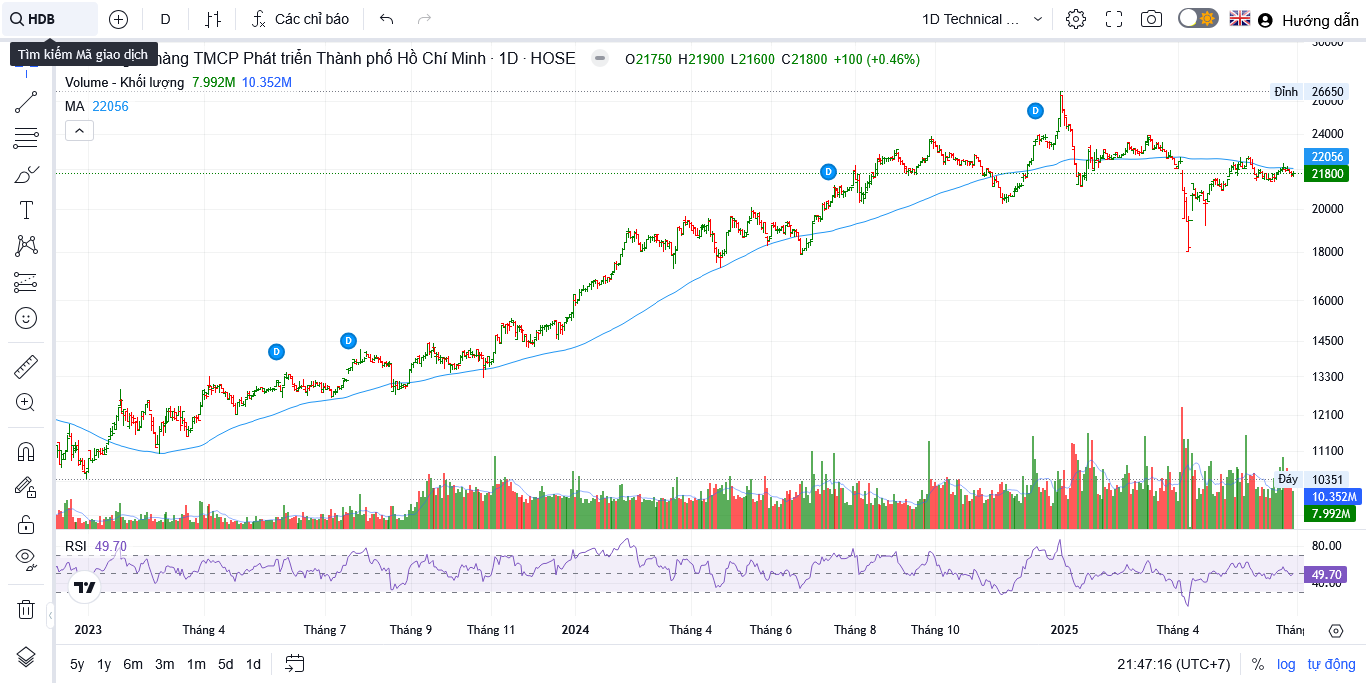 HDB
D
Các chỉ báo
1D Technical ...
Hướng dẫn
Tìm kiếm Mã giao dịch
hàng TMCP Phát triển Thành phố Hồ Chí Minh · 1D · HOSE
O21750 H21900 L21600 C21800 +100 (+0.46%)
Volume - Khối lượng 7.992M 10.352M
MA 22056
D
D
D
D
30000
Đỉnh 26650
26000
24000
22056
21800
20000
18000
16000
14500
13300
12100
11100
Đáy 10351
10.352M
7.992M
RSI 49.70
80.00
49.70
40.00
2023
Tháng 4
Tháng 7
Tháng 9
Tháng 11
2024
Tháng 4
Tháng 6
Tháng 8
Tháng 10
2025
Tháng 4
5y 1y 6m 3m 1m 5d 1d
21:47:16 (UTC+7)
%
log
tự động